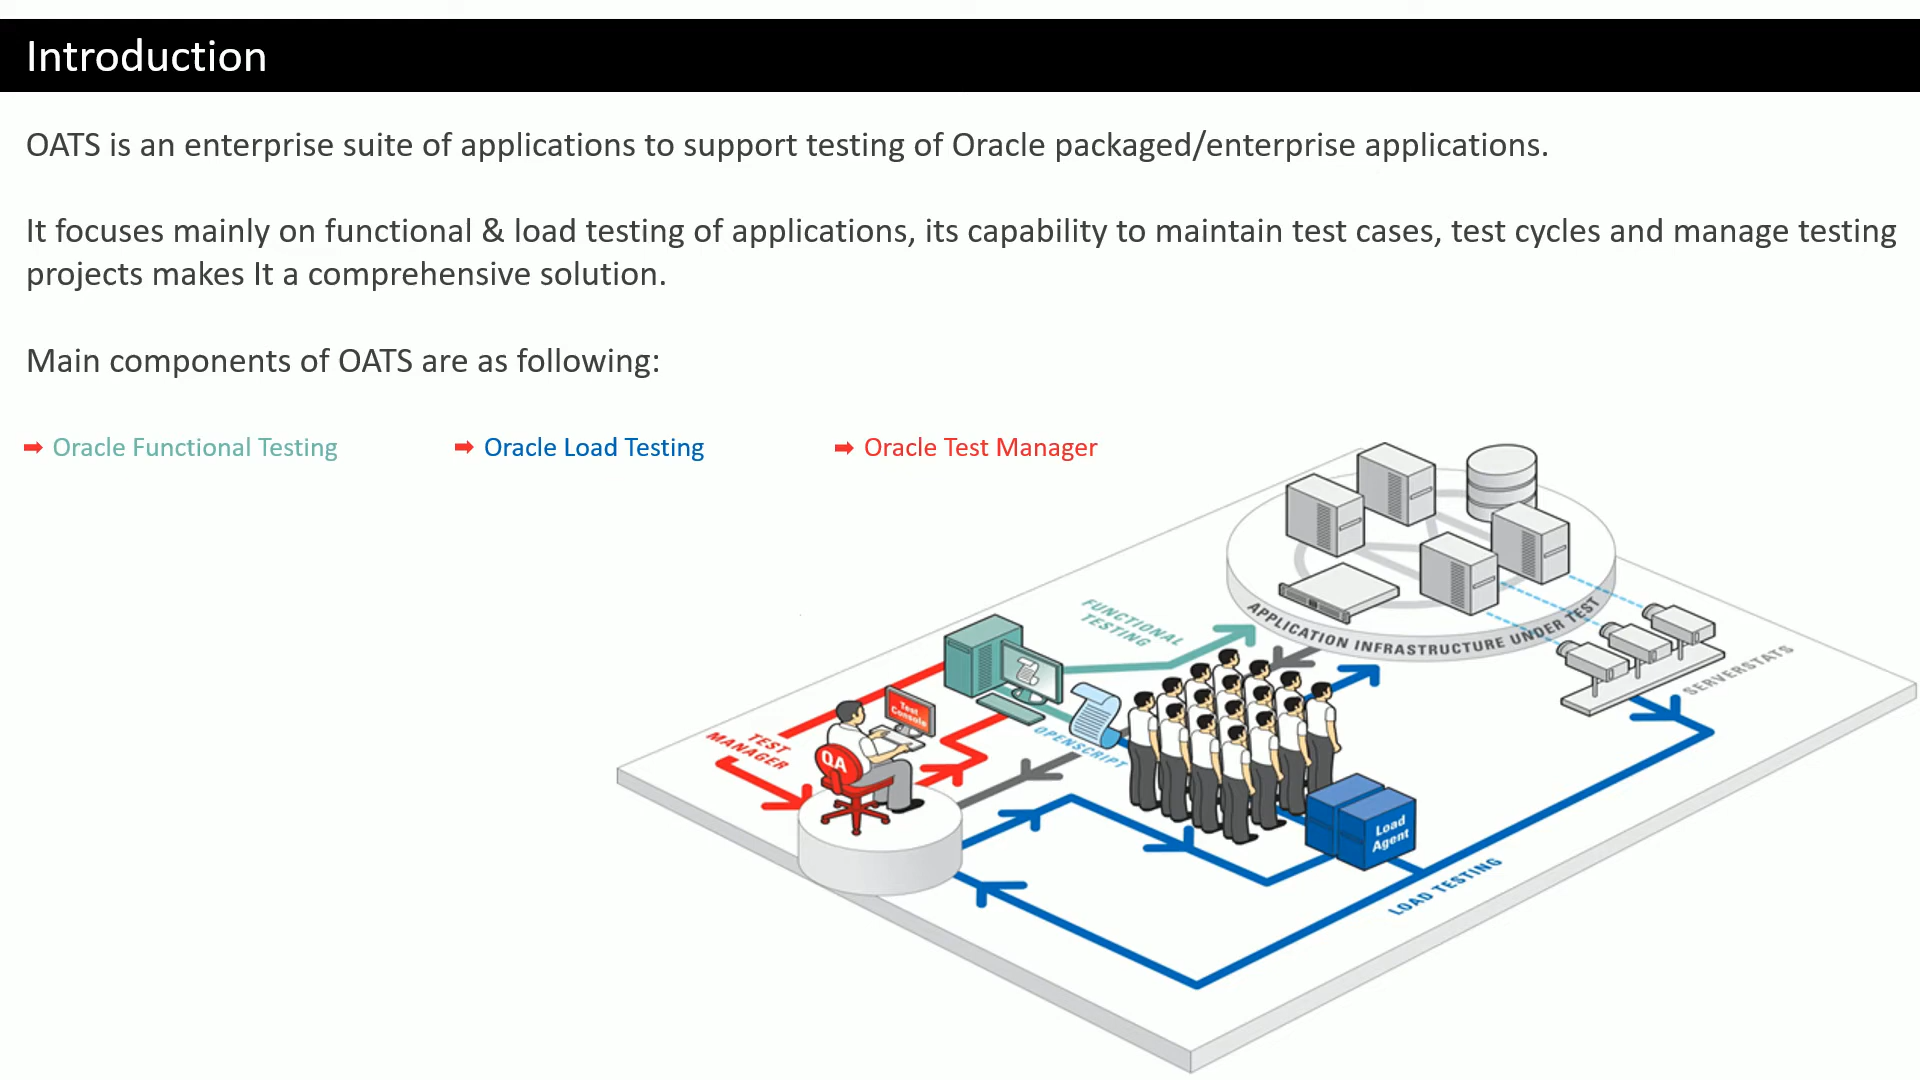 Introduction
OATS is an enterprise suite of applications to support testing of Oracle packaged/enterprise applications.
It focuses mainly on functional & load testing of applications, its capability to maintain test cases, test cycles and manage testing
projects makes It a comprehensive solution.
Main components of OATS are as following:
Oracle Functional Testing
Oracle Load Testing
Oracle Test Manager
APPLICATION INFRASTRUCTURE UNDER TEST
FUNCTIONAL
TESTING
SERVERSTATS
Test
Console
TEST
MANAGER
OPENSCRIPT
QA
Load
Agent
LOAD TESTING